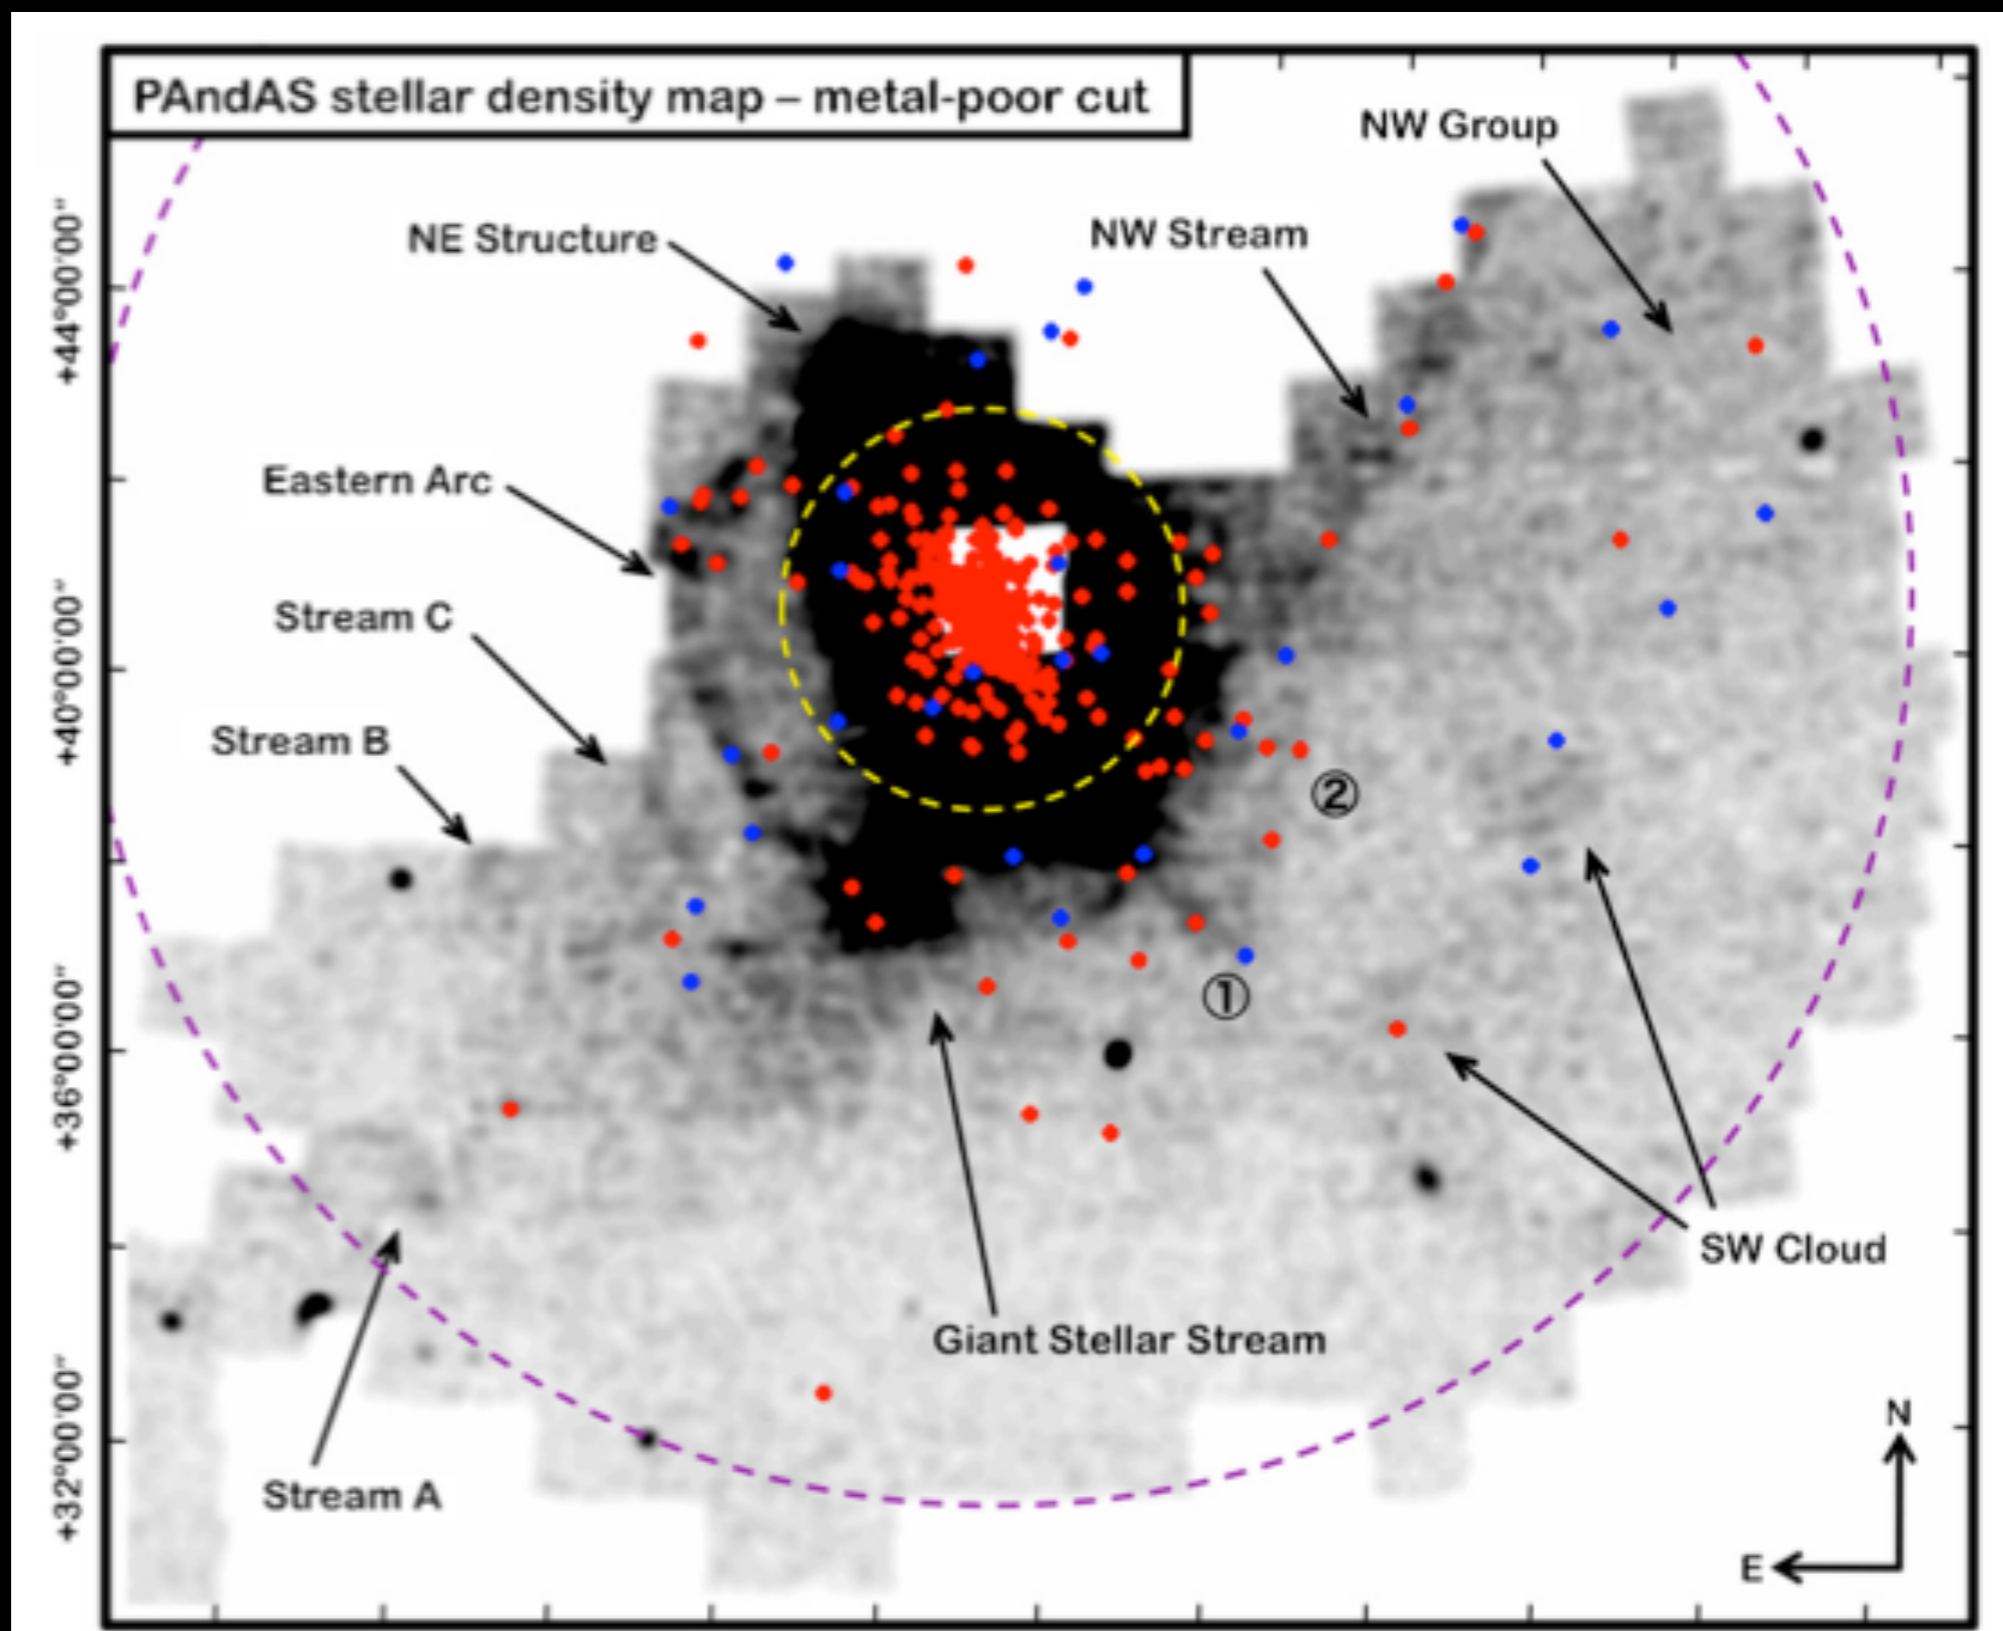 PAndAS stellar density map – metal-poor cut
NW Group
NE Structure
NW Stream
+44°00'00"
Eastern Arc
Stream C
+40°00'00"
Stream B
②
①
+36°00'00"
SW Cloud
Giant Stellar Stream
+32°00'00"
N
Stream A
E